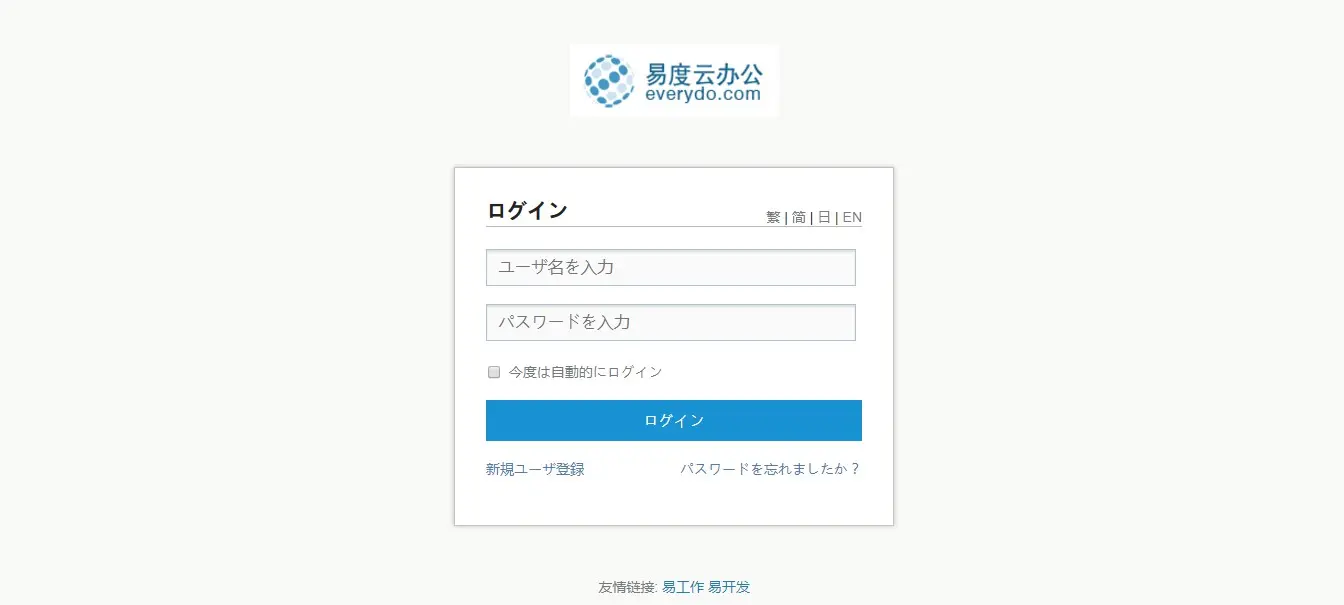 易度云办公
everydo.com
ログイン
繁 | 简 | 日 | EN
ユーザ名を入力
パスワードを入力
今度は自動的にログイン
ログイン
新規ユーザ登録 パスワードを忘れましたか？
友情链接: 易工作 易开发